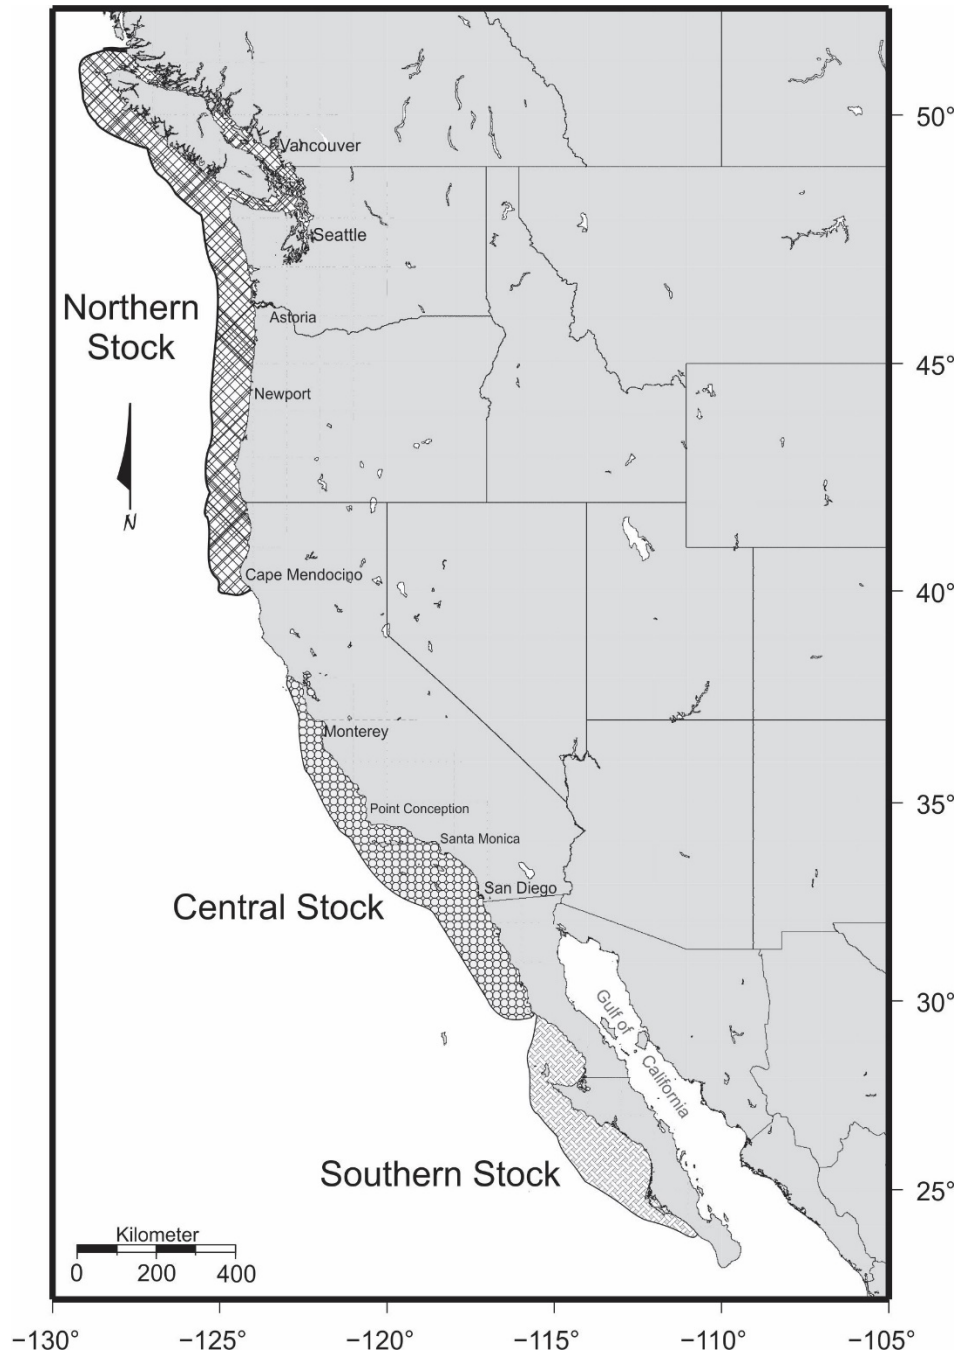 50°
Vancouver
Seattle
Northern
Stock
Astoria
45°
Newport
N
Cape Mendocino
40°
Monterey
35°
Point Conception
Santa Monica
San Diego
Central Stock
30°
Gulf of
California
Southern Stock
25°
Kilometer
0 200 400
−130° −125° −120° −115° −110° −105°